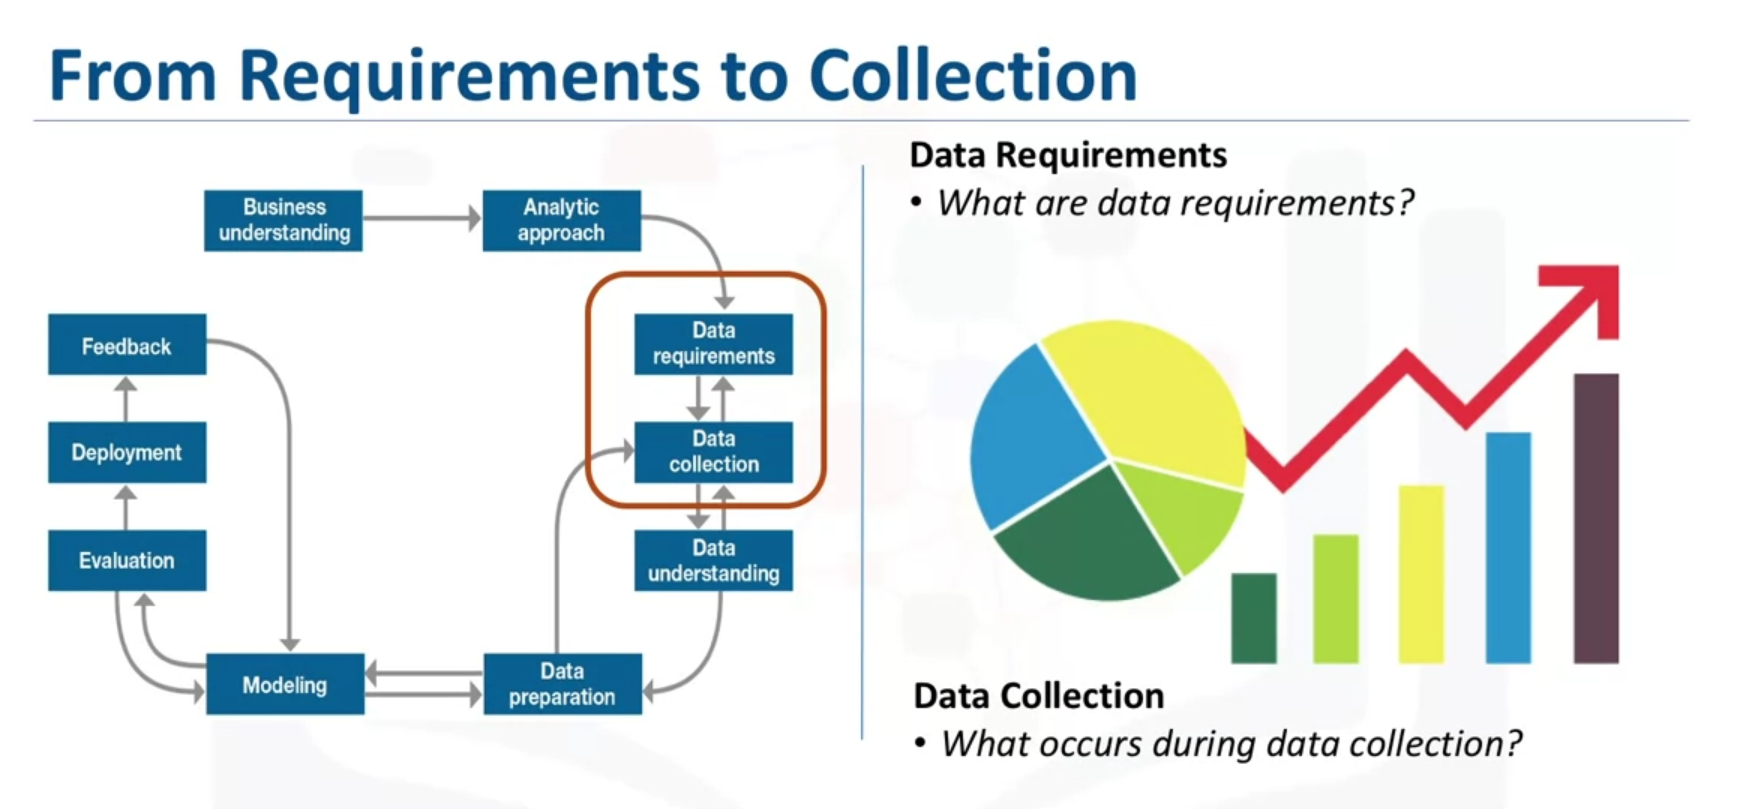 From Requirements to Collection
Business
understanding
Analytic
approach
Data
requirements
Data
collection
Data
understanding
Data
preparation
Modeling
Evaluation
Deployment
Feedback
Data Requirements
• What are data requirements?
Data Collection
• What occurs during data collection?